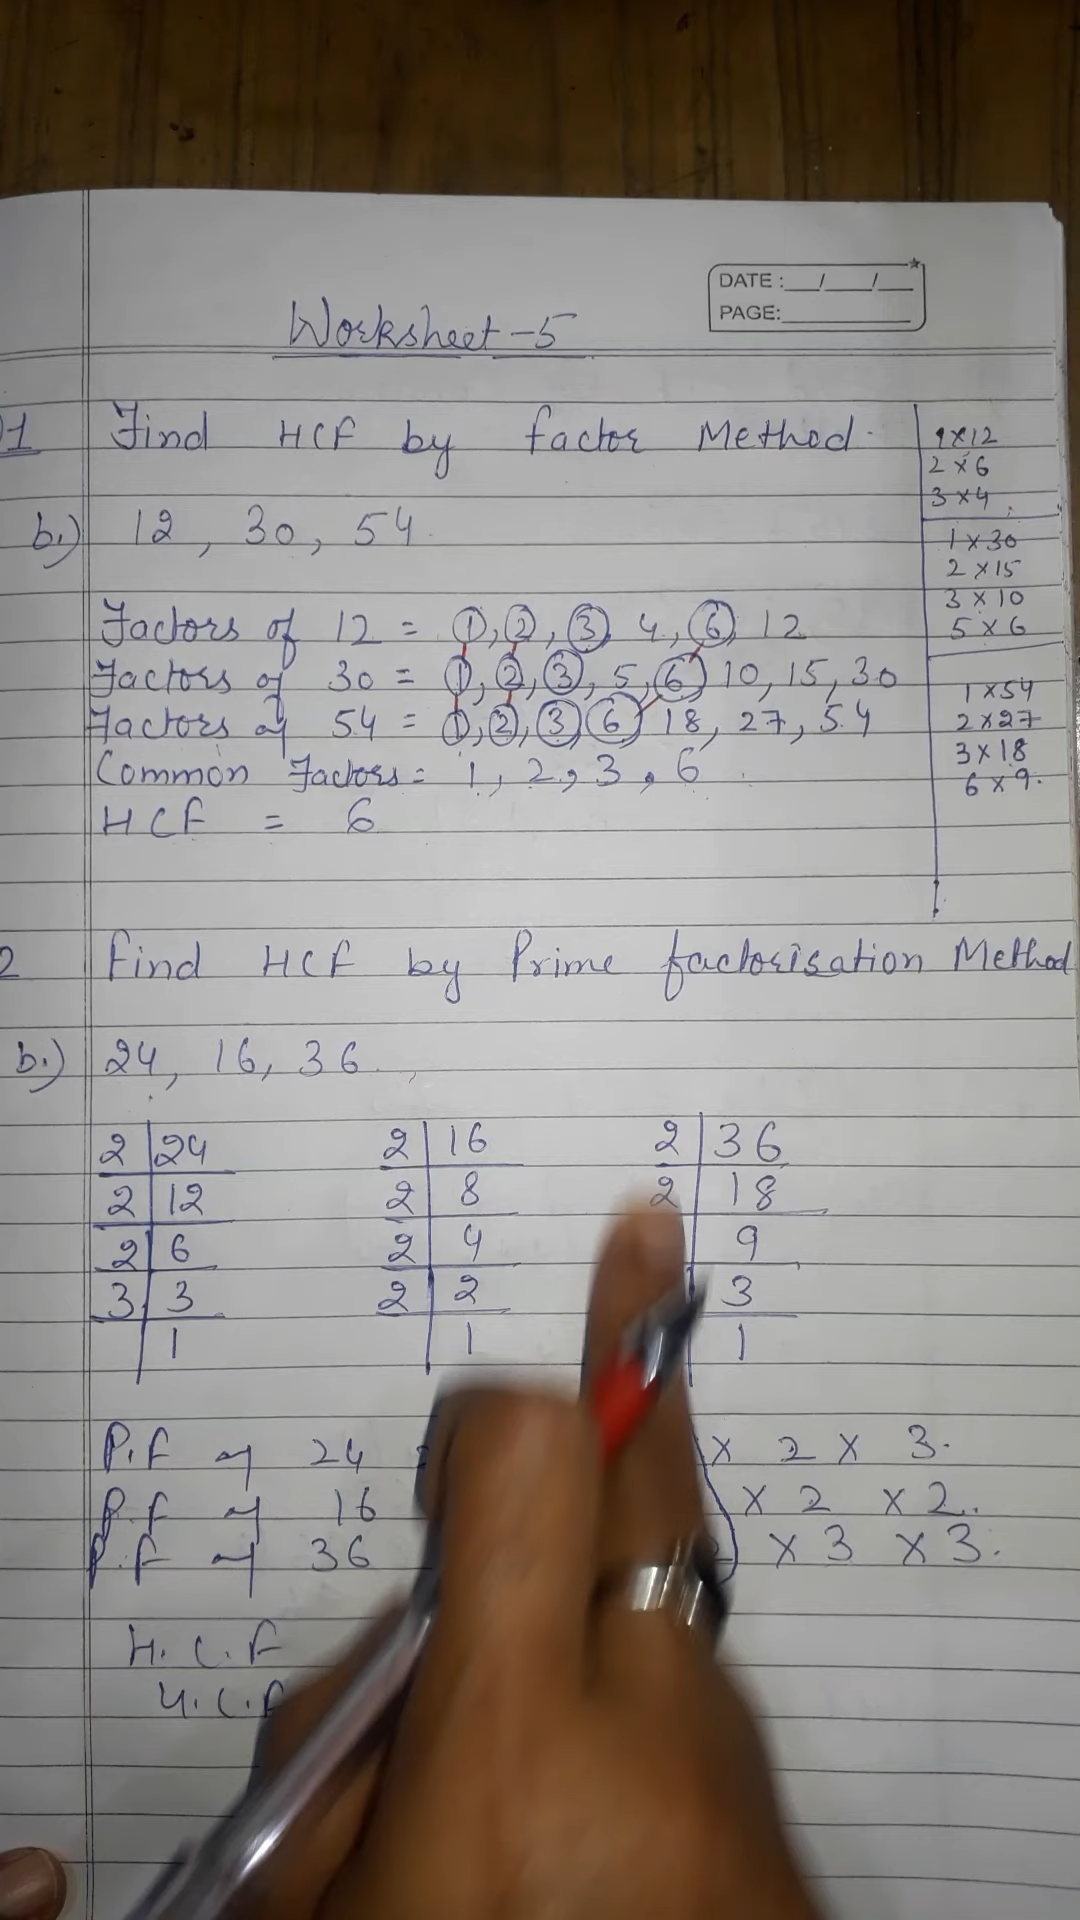 DATE : __/__/__
PAGE:
Worksheet-5
1 Find HCF by factor Method.
b.) 12, 30, 54.
Factors of 12 = 1, 2, 3, 4, 6, 12
Factors of 30 = 1, 2, 3, 5, 6, 10, 15, 30
Factors of 54 = 1, 2, 3, 6, 18, 27, 54
Common Factors = 1, 2, 3, 6
HCF = 6
1×12
2×6
3×4
1×30
2×15
3×10
5×6
1×54
2×27
3×18
6×9.
2 Find HCF by Prime factorisation Method
b.) 24, 16, 36
2 24 2 16 2 36
2 12 2 8 2 18
2 6 2 4 9
3 3 2 2 3
1 1 1
P.F of 24 = × 2 × 3.
P.F of 16 × 2 × 2.
P.F of 36 × 3 × 3.
H.C.F
H.C.F